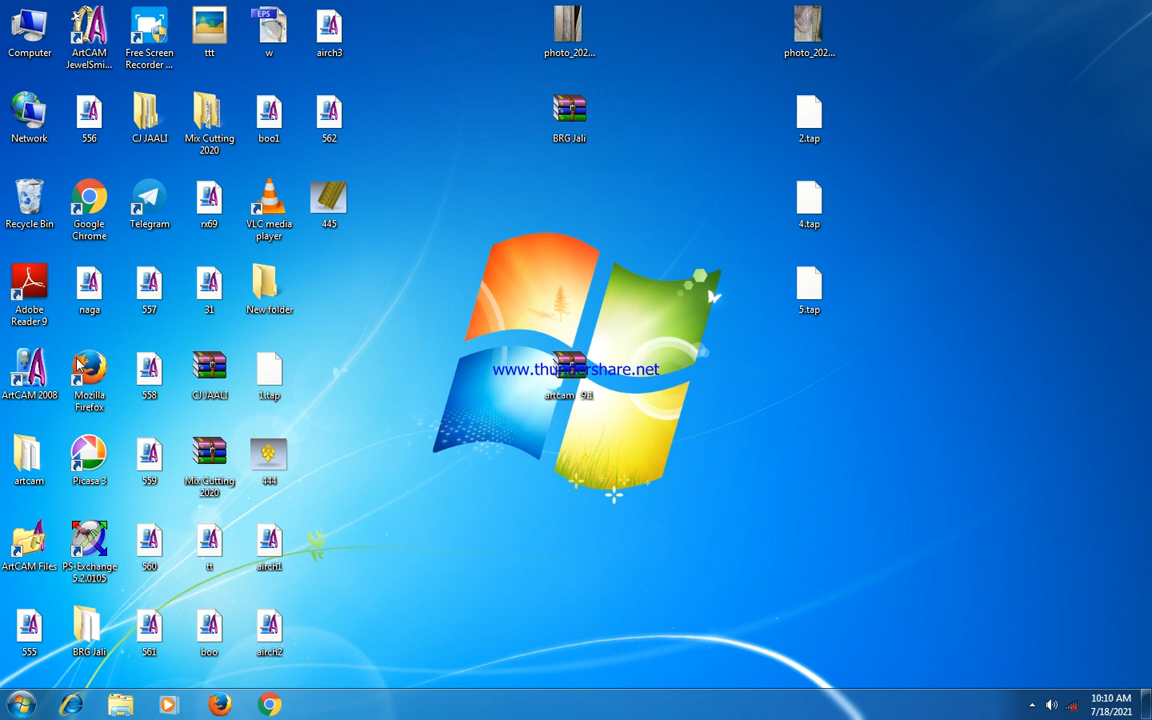 Computer
ArtCAM
JewelSmi...
Free Screen
Recorder ...
ttt
EPS
w
airch3
photo_202...
photo_202...
Network
556
CJ JAALI
Mix Cutting
2020
boo1
562
BRG Jali
2.tap
Recycle Bin
Google
Chrome
Telegram
rx69
VLC media
player
445
4.tap
Adobe
Reader 9
naga
557
31
New folder
5.tap
www.thundershare.net
ArtCAM 2008
Mozilla
Firefox
558
CJ JAALI
1.tap
artcam_91
artcam
Picasa 3
559
Mix Cutting
2020
444
ArtCAM Files
PS-Exchange
5.2.0105
560
tt
airch1
555
BRG Jali
561
boo
airch2
10:10 AM
7/18/2021